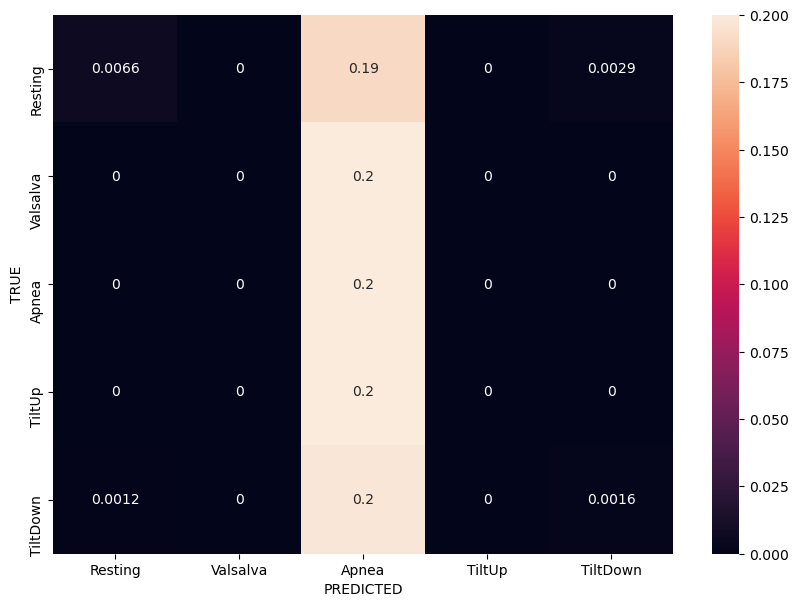 TRUE
Resting 0.0066 0 0.19 0 0.0029
Valsalva 0 0 0.2 0 0
Apnea 0 0 0.2 0 0
TiltUp 0 0 0.2 0 0
TiltDown 0.0012 0 0.2 0 0.0016
Resting Valsalva Apnea TiltUp TiltDown
PREDICTED
0.200
0.175
0.150
0.125
0.100
0.075
0.050
0.025
0.000